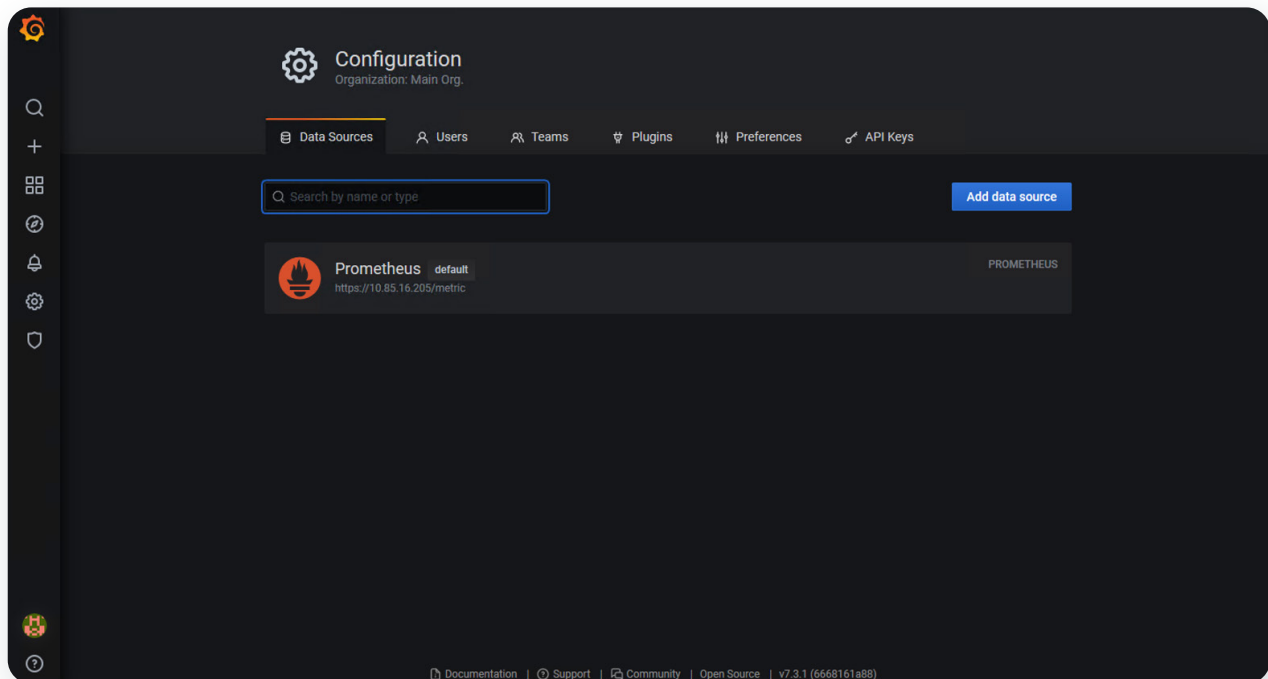 Configuration
Organization: Main Org.
Data Sources Users Teams Plugins Preferences API Keys
Search by name or type
Add data source
Prometheus default
PROMETHEUS
https://10.85.16.205/metric
Documentation | Support | Community | Open Source | v7.3.1 (6668161a88)